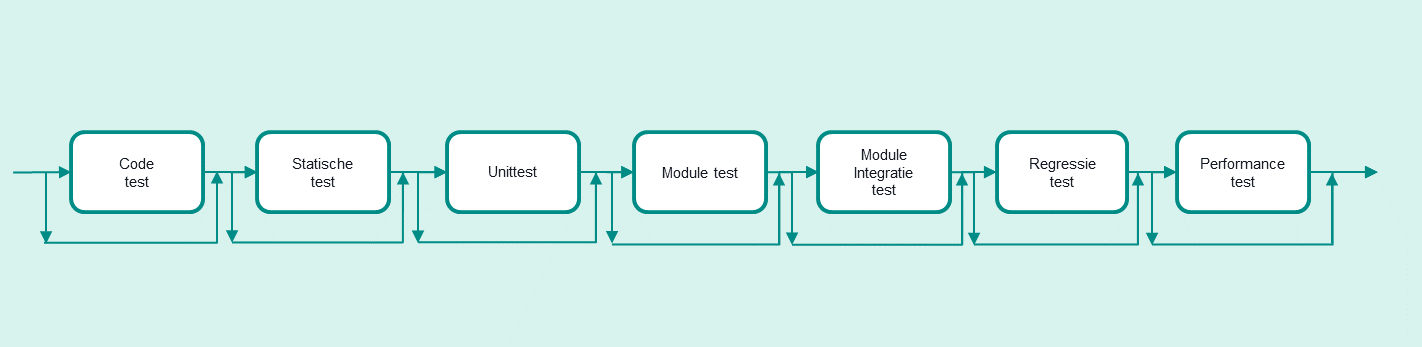 Code
test
Statische
test
Unittest
Module test
Module
Integratie
test
Regressie
test
Performance
test